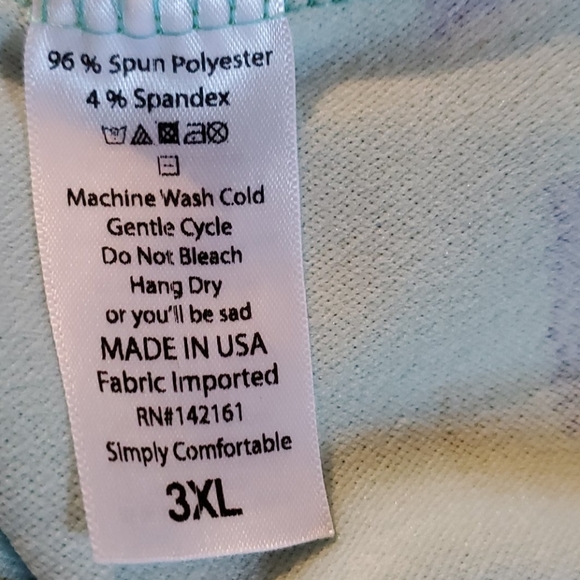 96 % Spun Polyester
4 % Spandex
Machine Wash Cold
Gentle Cycle
Do Not Bleach
Hang Dry
or you'll be sad
MADE IN USA
Fabric Imported
RN#142161
Simply Comfortable
3XL